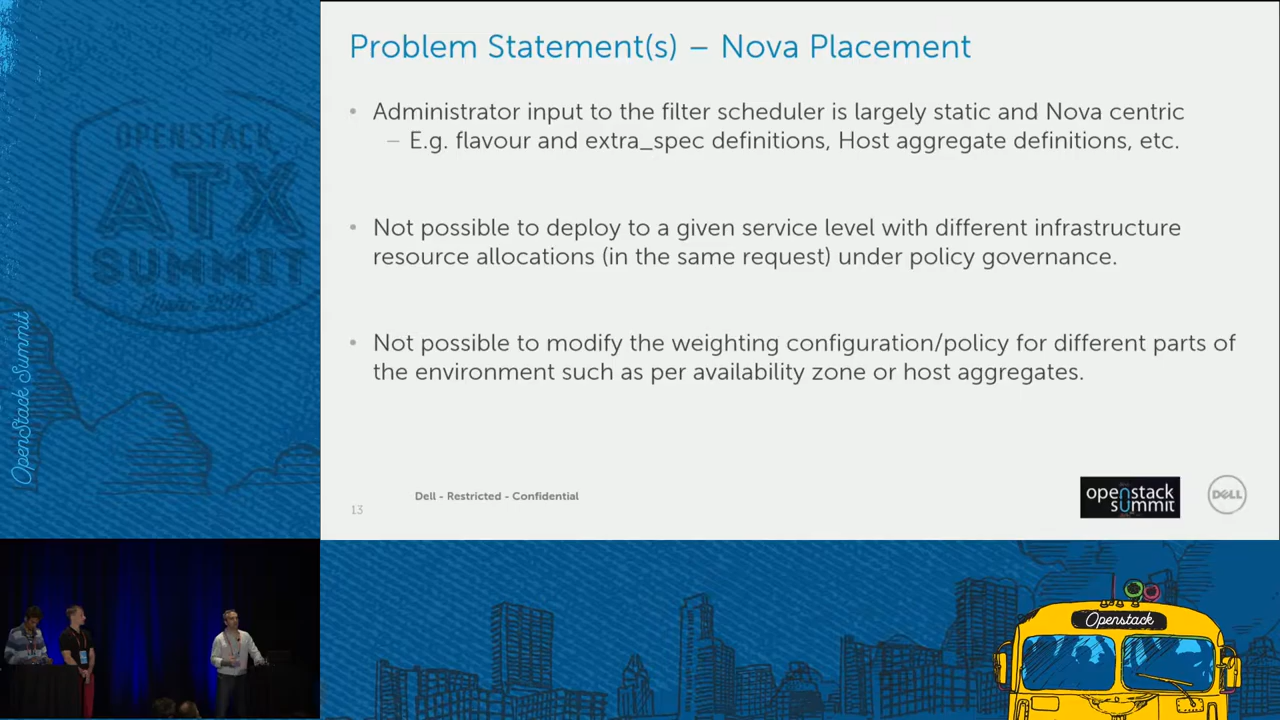 Problem Statement(s) – Nova Placement
• Administrator input to the filter scheduler is largely static and Nova centric
– E.g. flavour and extra_spec definitions, Host aggregate definitions, etc.
• Not possible to deploy to a given service level with different infrastructure
resource allocations (in the same request) under policy governance.
• Not possible to modify the weighting configuration/policy for different parts of
the environment such as per availability zone or host aggregates.
Dell - Restricted - Confidential
13
openstack
summit
DELL
OPENSTACK
ATX
SUMMIT
Austin 2016
OpenStack Summit
Openstack